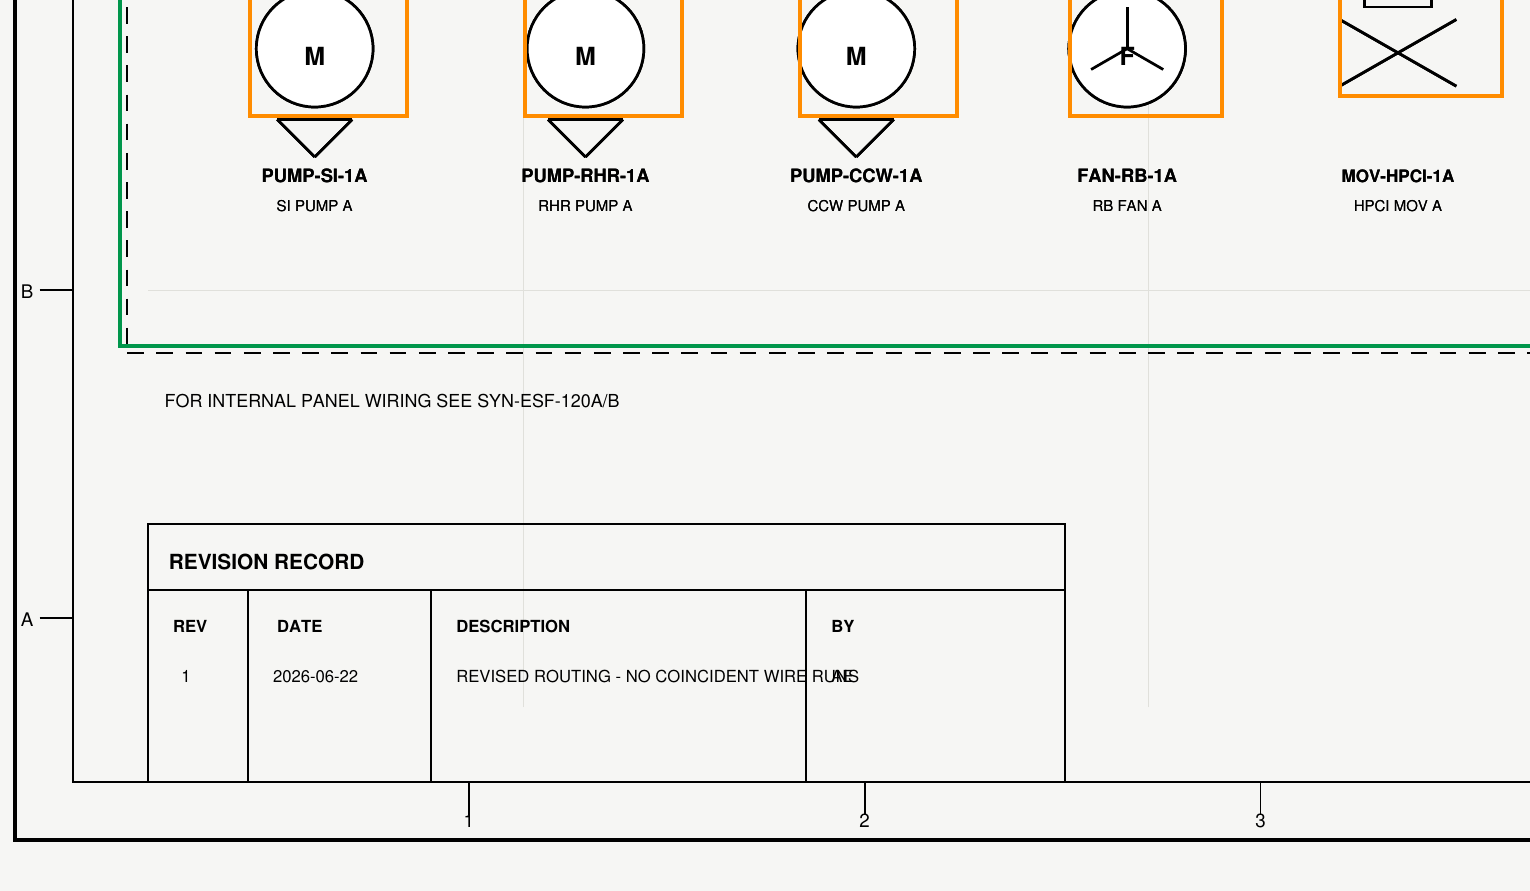 M M M F
PUMP-SI-1A PUMP-RHR-1A PUMP-CCW-1A FAN-RB-1A MOV-HPCI-1A
SI PUMP A RHR PUMP A CCW PUMP A RB FAN A HPCI MOV A
B
FOR INTERNAL PANEL WIRING SEE SYN-ESF-120A/B
REVISION RECORD
A
REV DATE DESCRIPTION BY
1 2026-06-22 REVISED ROUTING - NO COINCIDENT WIRE RUNS
1 2 3